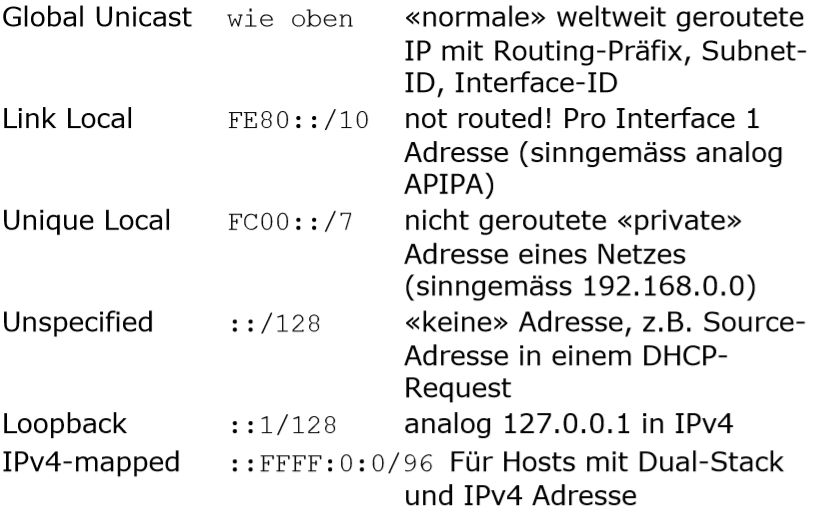 Global Unicast wie oben «normale» weltweit geroutete
IP mit Routing-Präfix, Subnet-
ID, Interface-ID
Link Local FE80::/10 not routed! Pro Interface 1
Adresse (sinngemäss analog
APIPA)
Unique Local FC00::/7 nicht geroutete «private»
Adresse eines Netzes
(sinngemäss 192.168.0.0)
Unspecified ::/128 «keine» Adresse, z.B. Source-
Adresse in einem DHCP-
Request
Loopback ::1/128 analog 127.0.0.1 in IPv4
IPv4-mapped ::FFFF:0:0/96 Für Hosts mit Dual-Stack
und IPv4 Adresse